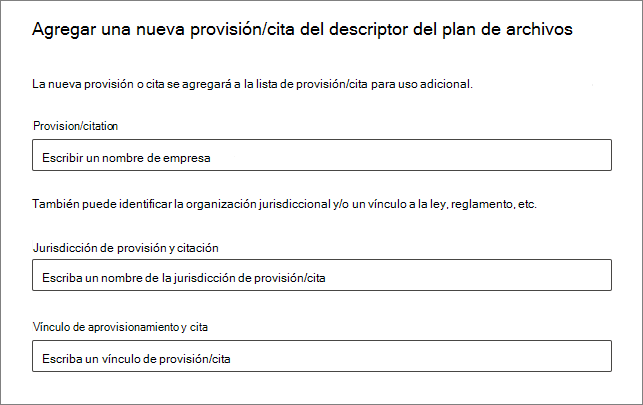 Agregar una nueva provisión/cita del descriptor del plan de archivos
La nueva provisión o cita se agregará a la lista de provisión/cita para uso adicional.
Provision/citation
Escribir un nombre de empresa
También puede identificar la organización jurisdiccional y/o un vínculo a la ley, reglamento, etc.
Jurisdicción de provisión y citación
Escriba un nombre de la jurisdicción de provisión/cita
Vínculo de aprovisionamiento y cita
Escriba un vínculo de provisión/cita